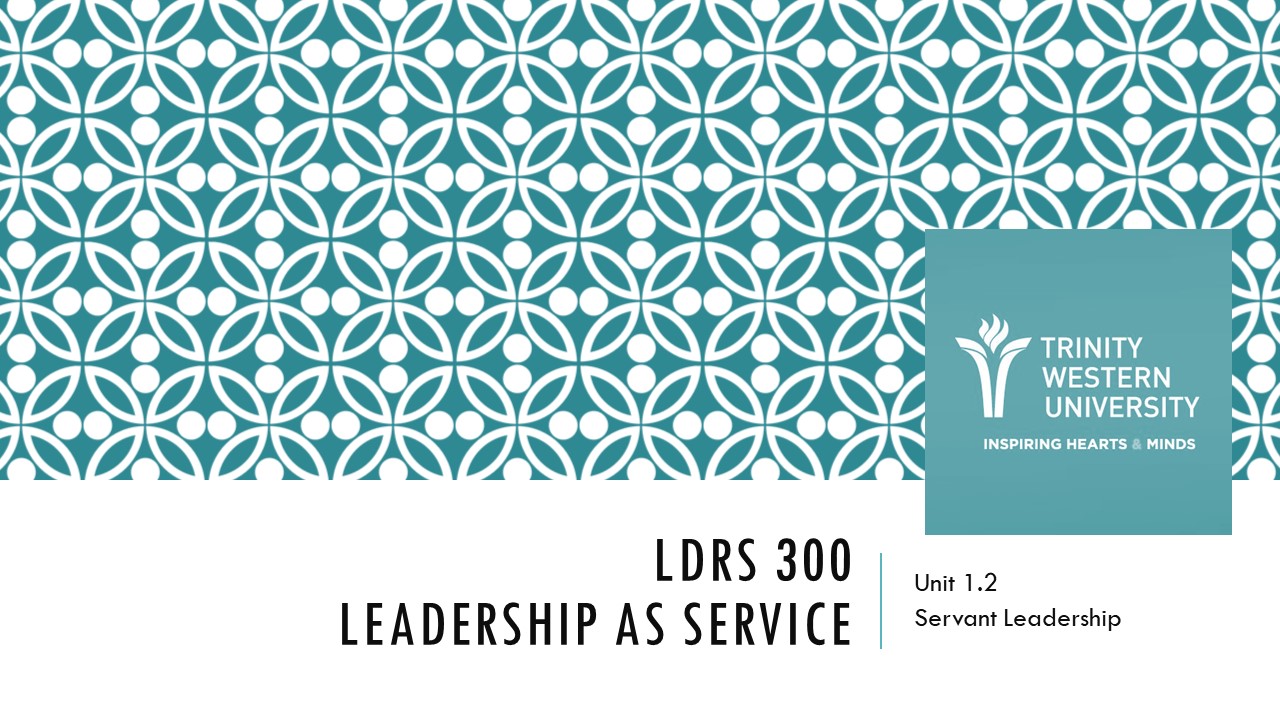 TRINITY
WESTERN
UNIVERSITY
INSPIRING HEARTS & MINDS
LDRS 300
LEADERSHIP AS SERVICE
Unit 1.2
Servant Leadership